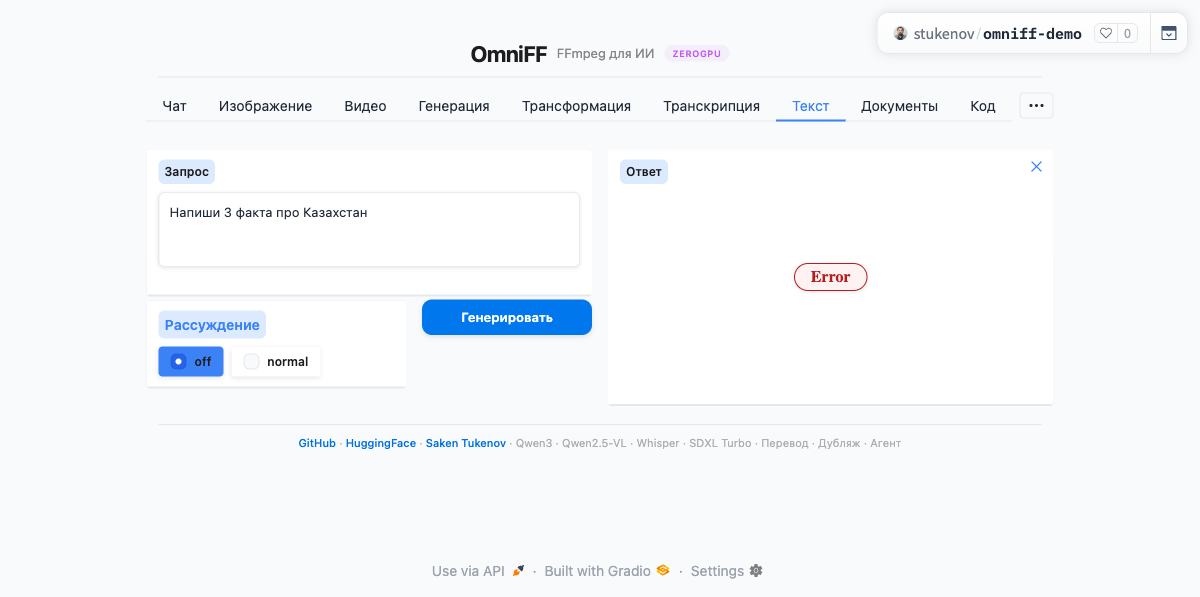 stukenov/omniff-demo
0
OmniFF FFmpeg для ИИ ZEROGPU
Чат Изображение Видео Генерация Трансформация Транскрипция Текст Документы Код ···
Запрос
Напиши 3 факта про Казахстан
Рассуждение
off normal
Генерировать
Ответ
Error
GitHub · HuggingFace · Saken Tukenov · Qwen3 · Qwen2.5-VL · Whisper · SDXL Turbo · Перевод · Дубляж · Агент
Use via API · Built with Gradio · Settings